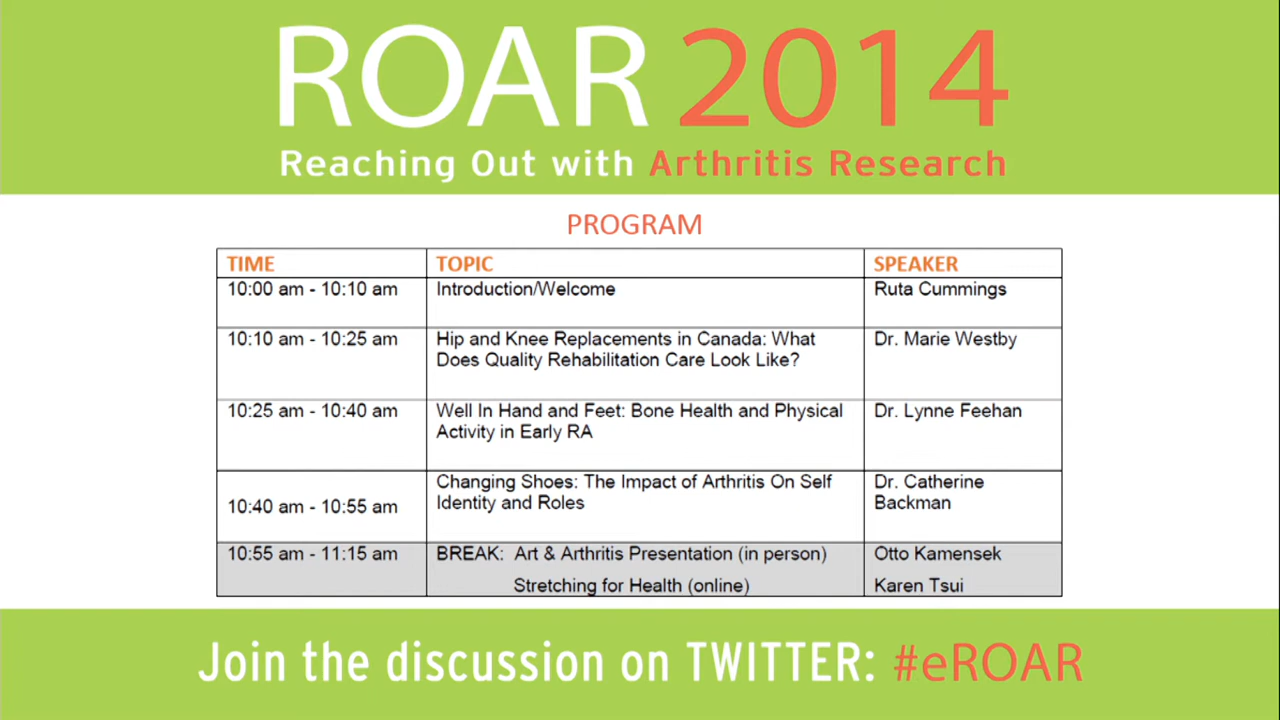 ROAR 2014
Reaching Out with Arthritis Research
PROGRAM
TIME TOPIC SPEAKER
10:00 am - 10:10 am Introduction/Welcome Ruta Cummings
10:10 am - 10:25 am Hip and Knee Replacements in Canada: What Dr. Marie Westby
Does Quality Rehabilitation Care Look Like?
10:25 am - 10:40 am Well In Hand and Feet: Bone Health and Physical Dr. Lynne Feehan
Activity in Early RA
Changing Shoes: The Impact of Arthritis On Self Dr. Catherine
10:40 am - 10:55 am Identity and Roles Backman
10:55 am - 11:15 am BREAK: Art & Arthritis Presentation (in person) Otto Kamensek
Stretching for Health (online) Karen Tsui
Join the discussion on TWITTER: #eROAR